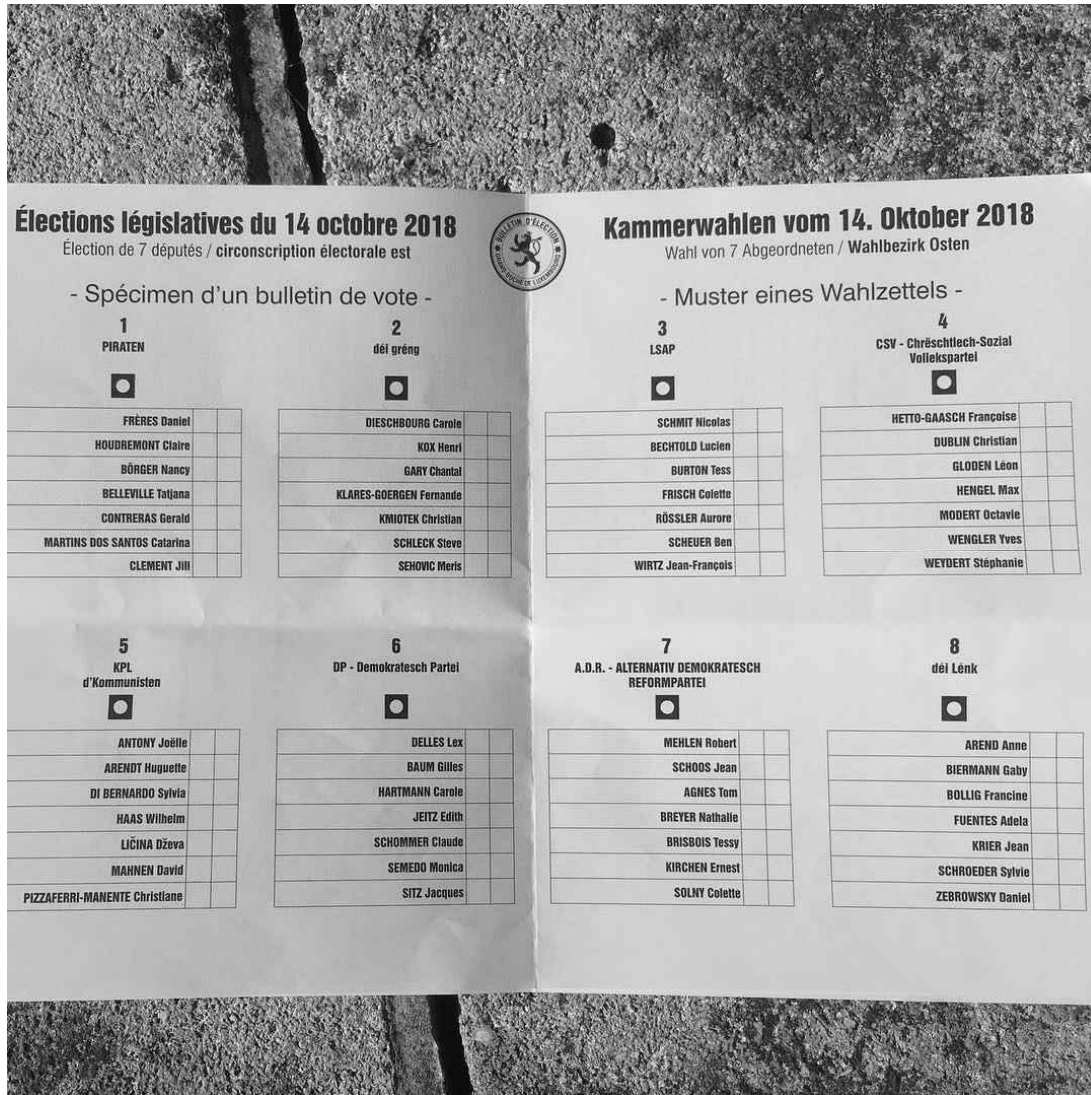 Élections législatives du 14 octobre 2018
Élection de 7 députés / circonscription électorale est
- Spécimen d'un bulletin de vote -
BULLETIN D'ÉLECTION
GRAND-DUCHÉ DE LUXEMBOURG
Kammerwahlen vom 14. Oktober 2018
Wahl von 7 Abgeordneten / Wahlbezirk Osten
- Muster eines Wahlzettels -
1
PIRATEN
FRÈRES Daniel
HOUDREMONT Claire
BÖRGER Nancy
BELLEVILLE Tatjana
CONTRERAS Gerald
MARTINS DOS SANTOS Catarina
CLEMENT Jill
2
déi gréng
DIESCHBOURG Carole
KOX Henri
GARY Chantal
KLARES-GOERGEN Fernande
KMIOTEK Christian
SCHLECK Steve
SEHOVIC Meris
3
LSAP
SCHMIT Nicolas
BECHTOLD Lucien
BURTON Tess
FRISCH Colette
RÖSSLER Aurore
SCHEUER Ben
WIRTZ Jean-François
4
CSV - Chrëschtlech-Sozial
Vollekspartei
HETTO-GAASCH Françoise
DUBLIN Christian
GLODEN Léon
HENGEL Max
MODERT Octavie
WENGLER Yves
WEYDERT Stéphanie
5
KPL
d'Kommunisten
ANTONY Joëlle
ARENDT Huguette
DI BERNARDO Sylvia
HAAS Wilhelm
LIČINA Dževa
MAHNEN David
PIZZAFERRI-MANENTE Christiane
6
DP - Demokratesch Partei
DELLES Lex
BAUM Gilles
HARTMANN Carole
JEITZ Edith
SCHOMMER Claude
SEMEDO Monica
SITZ Jacques
7
A.D.R. - ALTERNATIV DEMOKRATESCH
REFORMPARTEI
MEHLEN Robert
SCHOOS Jean
AGNES Tom
BREYER Nathalie
BRISBOIS Tessy
KIRCHEN Ernest
SOLNY Colette
8
déi Lénk
AREND Anne
BIERMANN Gaby
BOLLIG Francine
FUENTES Adela
KRIER Jean
SCHROEDER Sylvie
ZEBROWSKY Daniel